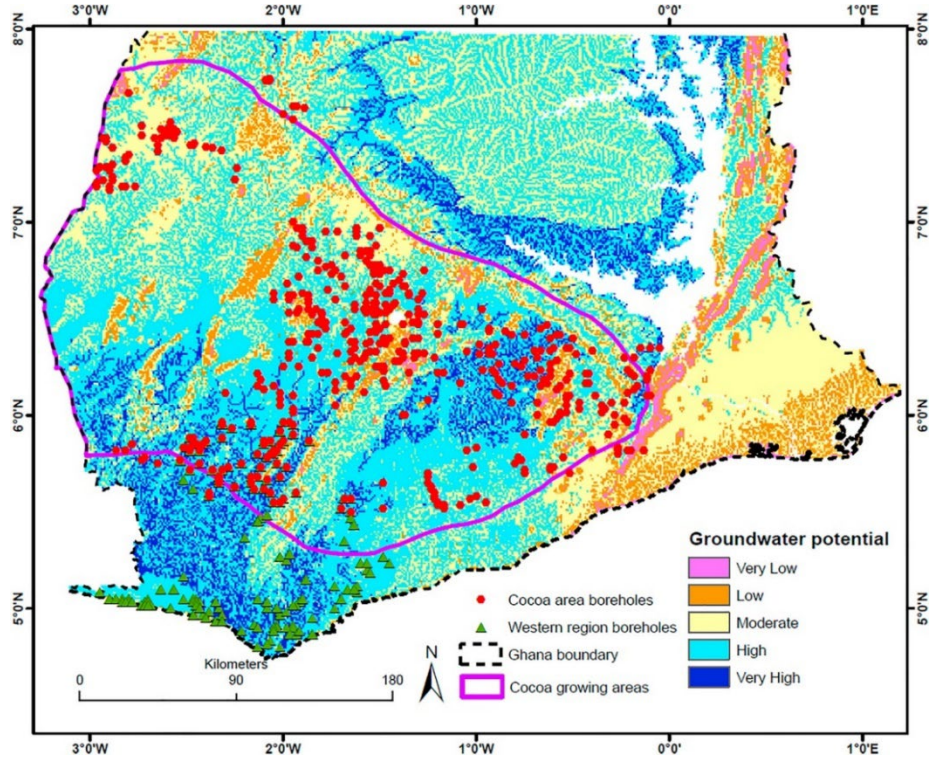 3°0'W 2°0'W 1°0'W 0°0' 1°0'E
8°0'N 8°0'N
7°0'N 7°0'N
6°0'N 6°0'N
5°0'N 5°0'N
Groundwater potential
Very Low
Low
Moderate
High
Very High
Cocoa area boreholes
Western region boreholes
Ghana boundary
Cocoa growing areas
N
Kilometers
0 90 180
3°0'W 2°0'W 1°0'W 0°0' 1°0'E